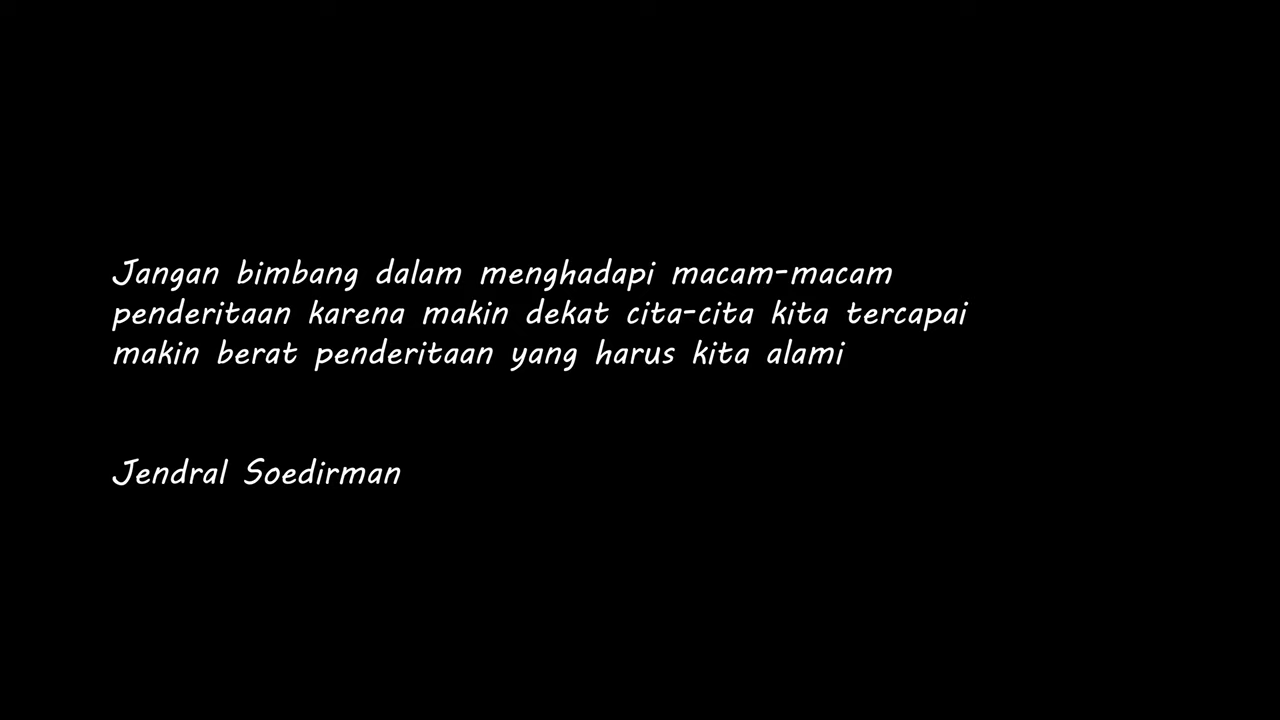 Jangan bimbang dalam menghadapi macam-macam
penderitaan karena makin dekat cita-cita kita tercapai
makin berat penderitaan yang harus kita alami
Jendral Soedirman